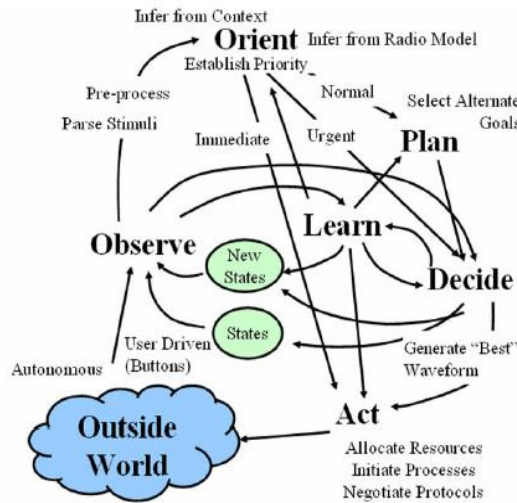 Infer from Context
Orient
Infer from Radio Model
Establish Priority
Pre-process
Normal
Select Alternate
Goals
Parse Stimuli
Immediate
Urgent
Plan
Learn
Observe
New
States
Decide
States
User Driven
(Buttons)
Autonomous
Generate “Best”
Waveform
Act
Outside
World
Allocate Resources
Initiate Processes
Negotiate Protocols